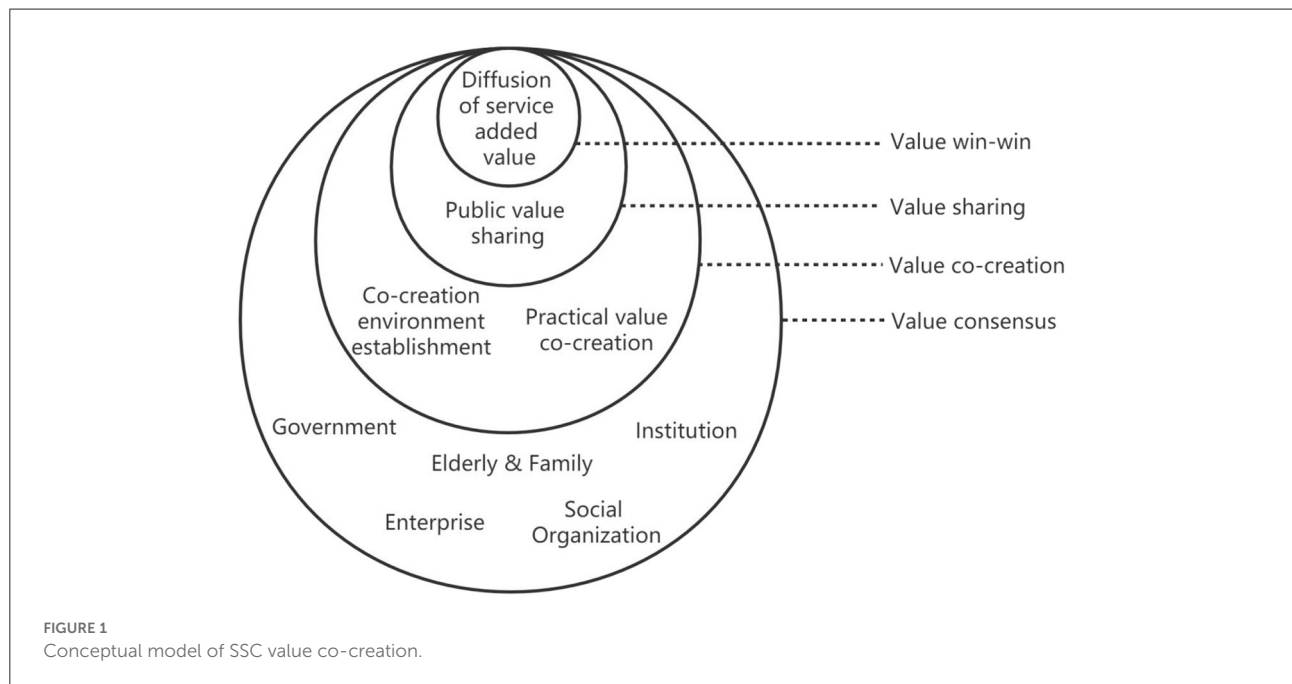 Diffusion
of service
added
value
Value win-win
Public value
sharing
Value sharing
Co-creation
environment
establishment
Practical value
co-creation
Value co-creation
Value consensus
Government
Institution
Elderly & Family
Enterprise
Social
Organization
FIGURE 1
Conceptual model of SSC value co-creation.